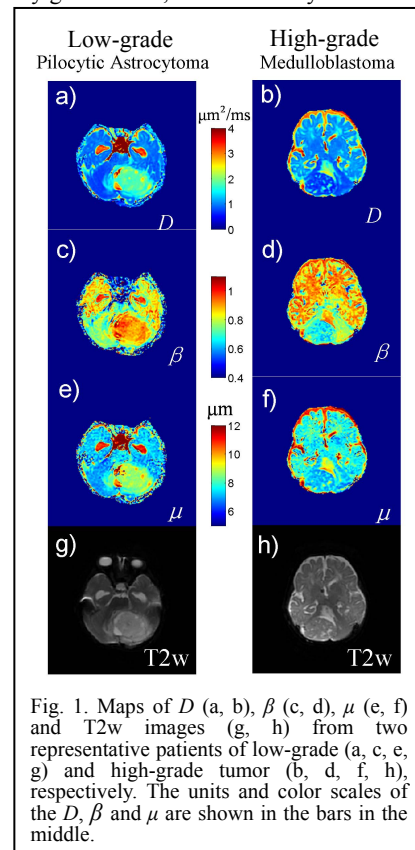 Low-grade
Pilocytic Astrocytoma
High-grade
Medulloblastoma
a)
μm²/ms
b)
4
3
2
1
0
D
D
c)
d)
1
0.8
0.6
0.4
β
β
e)
μm
f)
12
10
8
6
μ
μ
g)
h)
T2w
T2w
Fig. 1. Maps of D (a, b), β (c, d), μ (e, f)
and T2w images (g, h) from two
representative patients of low-grade (a, c, e,
g) and high-grade tumor (b, d, f, h),
respectively. The units and color scales of
the D, β and μ are shown in the bars in the
middle.